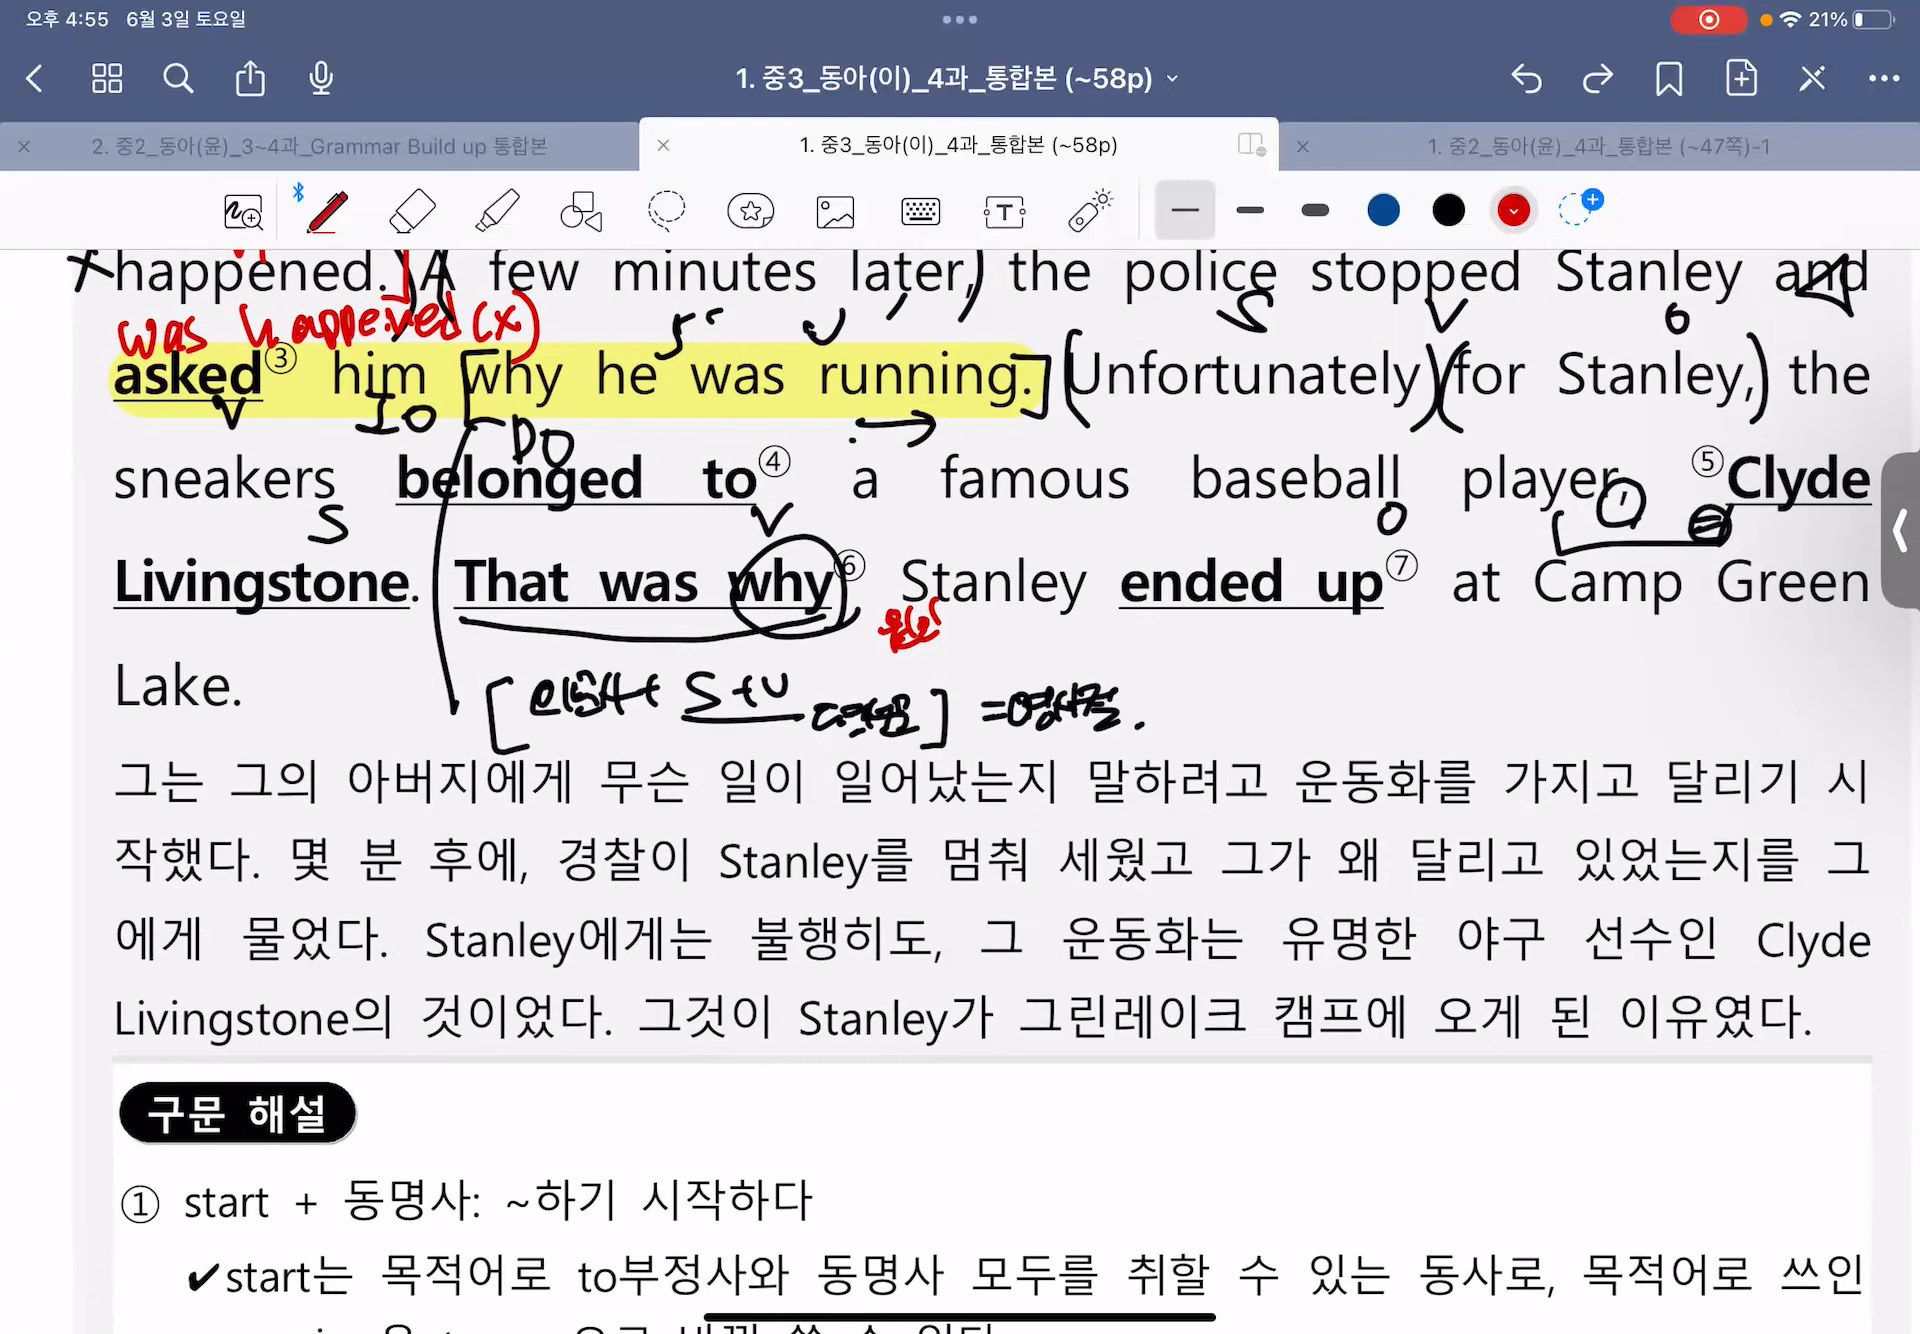 오후 4:55 6월 3일 토요일
21%
1. 중3_동아(이)_4과_통합본 (~58p)
2. 중2_동아(윤)_3~4과_Grammar Build up 통합본
1. 중3_동아(이)_4과_통합본 (~58p)
1. 중2_동아(윤)_4과_통합본 (~47쪽)-1
happened. A few minutes later, the police stopped Stanley and
was happened (x) S V O
asked③ him why he was running. Unfortunately for Stanley, the
V IO DO
sneakers belonged to④ a famous baseball player, ⑤Clyde
S V O
Livingstone. That was why⑥ Stanley ended up⑦ at Camp Green
Lake.
S+V = 명사절.
그는 그의 아버지에게 무슨 일이 일어났는지 말하려고 운동화를 가지고 달리기 시
작했다. 몇 분 후에, 경찰이 Stanley를 멈춰 세웠고 그가 왜 달리고 있었는지를 그
에게 물었다. Stanley에게는 불행히도, 그 운동화는 유명한 야구 선수인 Clyde
Livingstone의 것이었다. 그것이 Stanley가 그린레이크 캠프에 오게 된 이유였다.
구문 해설
① start + 동명사: ~하기 시작하다
✔start는 목적어로 to부정사와 동명사 모두를 취할 수 있는 동사로, 목적어로 쓰인